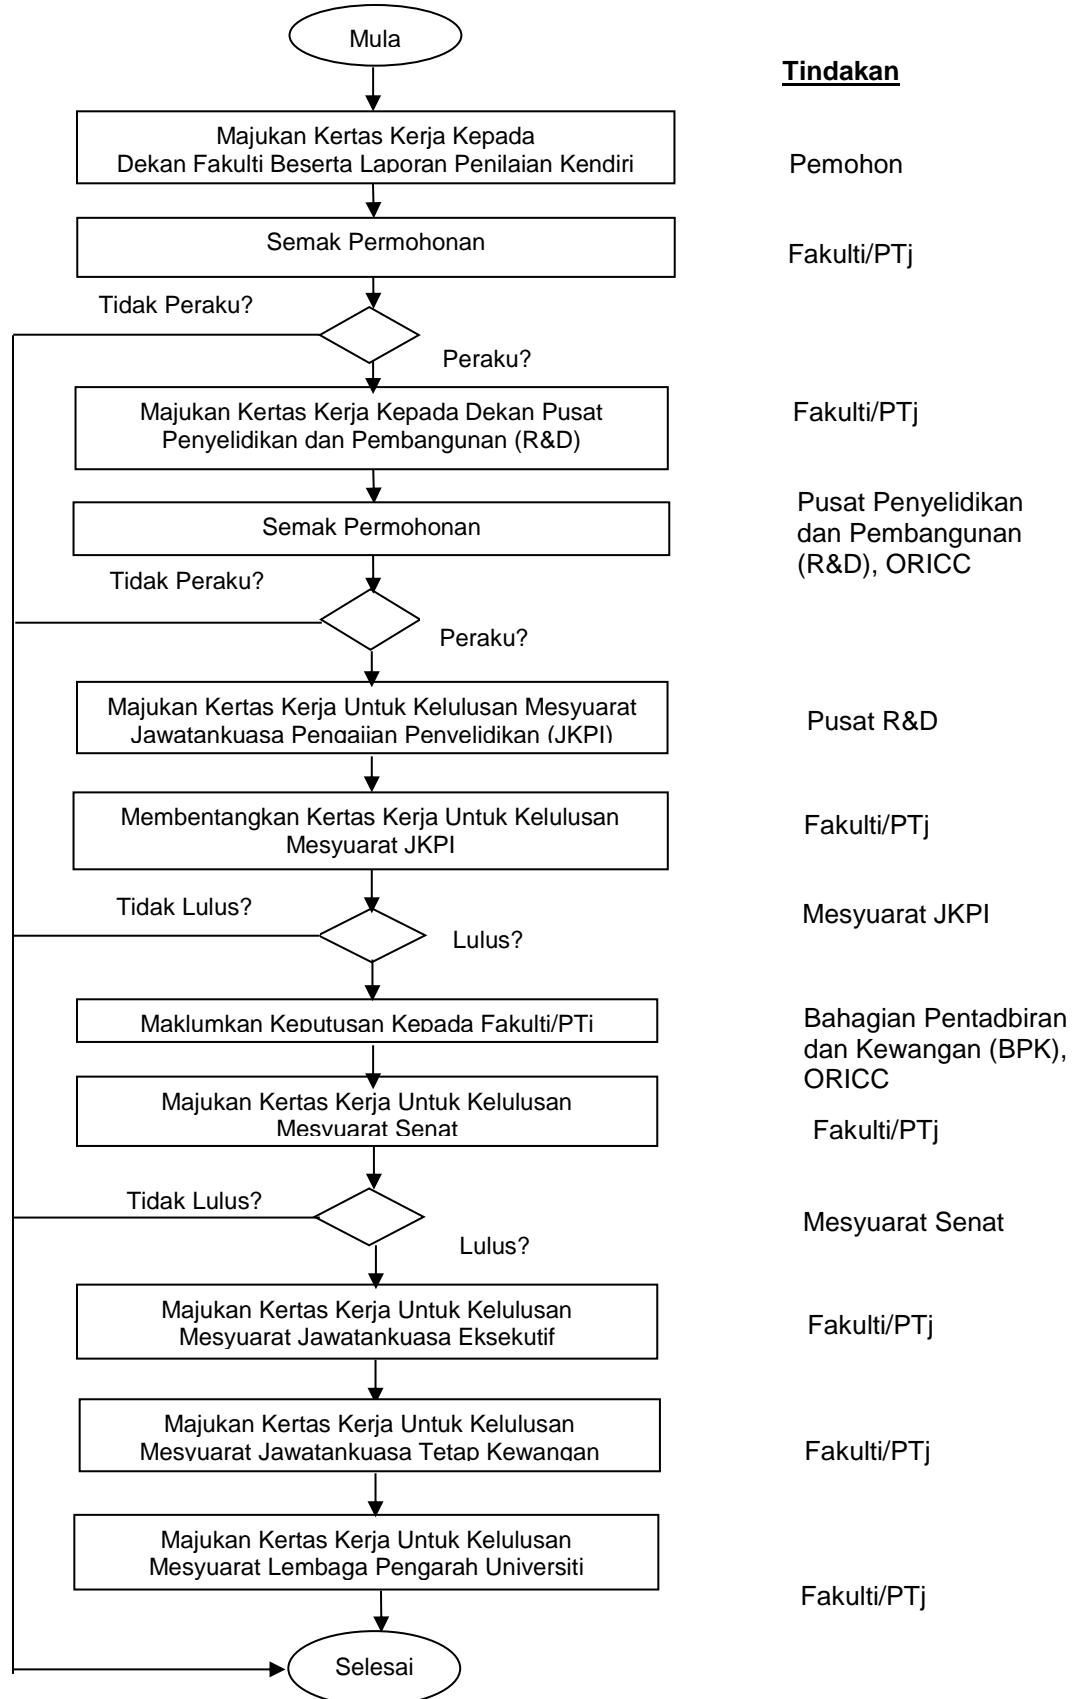 Mula
Tindakan
Majukan Kertas Kerja Kepada
Dekan Fakulti Beserta Laporan Penilaian Kendiri
Pemohon
Semak Permohonan
Fakulti/PTj
Tidak Peraku?
Peraku?
Majukan Kertas Kerja Kepada Dekan Pusat
Penyelidikan dan Pembangunan (R&D)
Fakulti/PTj
Semak Permohonan
Pusat Penyelidikan
dan Pembangunan
(R&D), ORICC
Tidak Peraku?
Peraku?
Majukan Kertas Kerja Untuk Kelulusan Mesyuarat
Jawatankuasa Pengajian Penyelidikan (JKPI)
Pusat R&D
Membentangkan Kertas Kerja Untuk Kelulusan
Mesyuarat JKPI
Fakulti/PTj
Tidak Lulus?
Lulus?
Mesyuarat JKPI
Maklumkan Keputusan Kepada Fakulti/PTj
Bahagian Pentadbiran
dan Kewangan (BPK),
ORICC
Majukan Kertas Kerja Untuk Kelulusan
Mesyuarat Senat
Fakulti/PTj
Tidak Lulus?
Lulus?
Mesyuarat Senat
Majukan Kertas Kerja Untuk Kelulusan
Mesyuarat Jawatankuasa Eksekutif
Fakulti/PTj
Majukan Kertas Kerja Untuk Kelulusan
Mesyuarat Jawatankuasa Tetap Kewangan
Fakulti/PTj
Majukan Kertas Kerja Untuk Kelulusan
Mesyuarat Lembaga Pengarah Universiti
Fakulti/PTj
Selesai